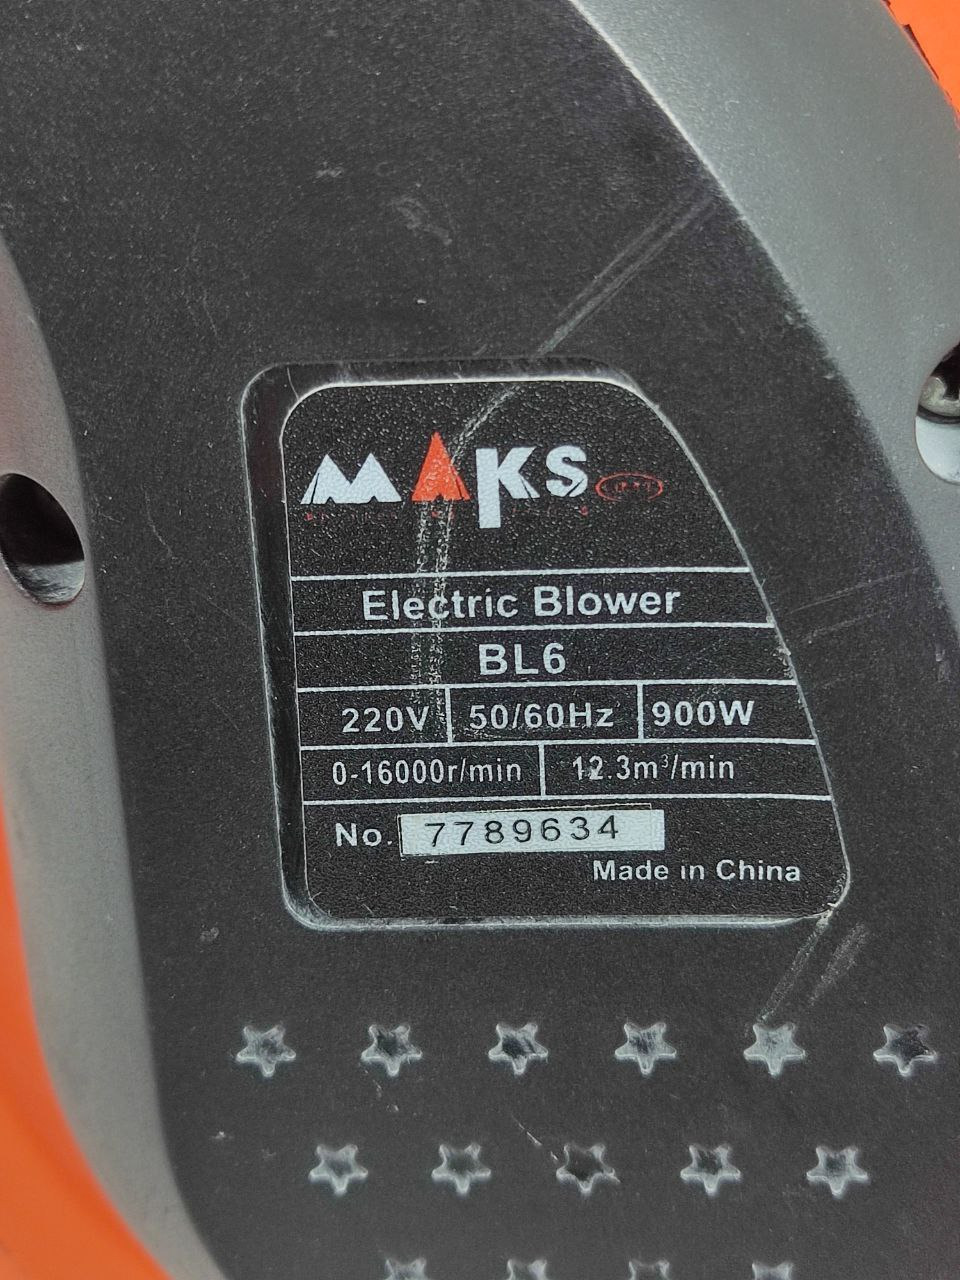 MAKS
Electric Blower
BL6
220V 50/60Hz 900W
0-16000r/min 12.3m³/min
No. 7789634
Made in China